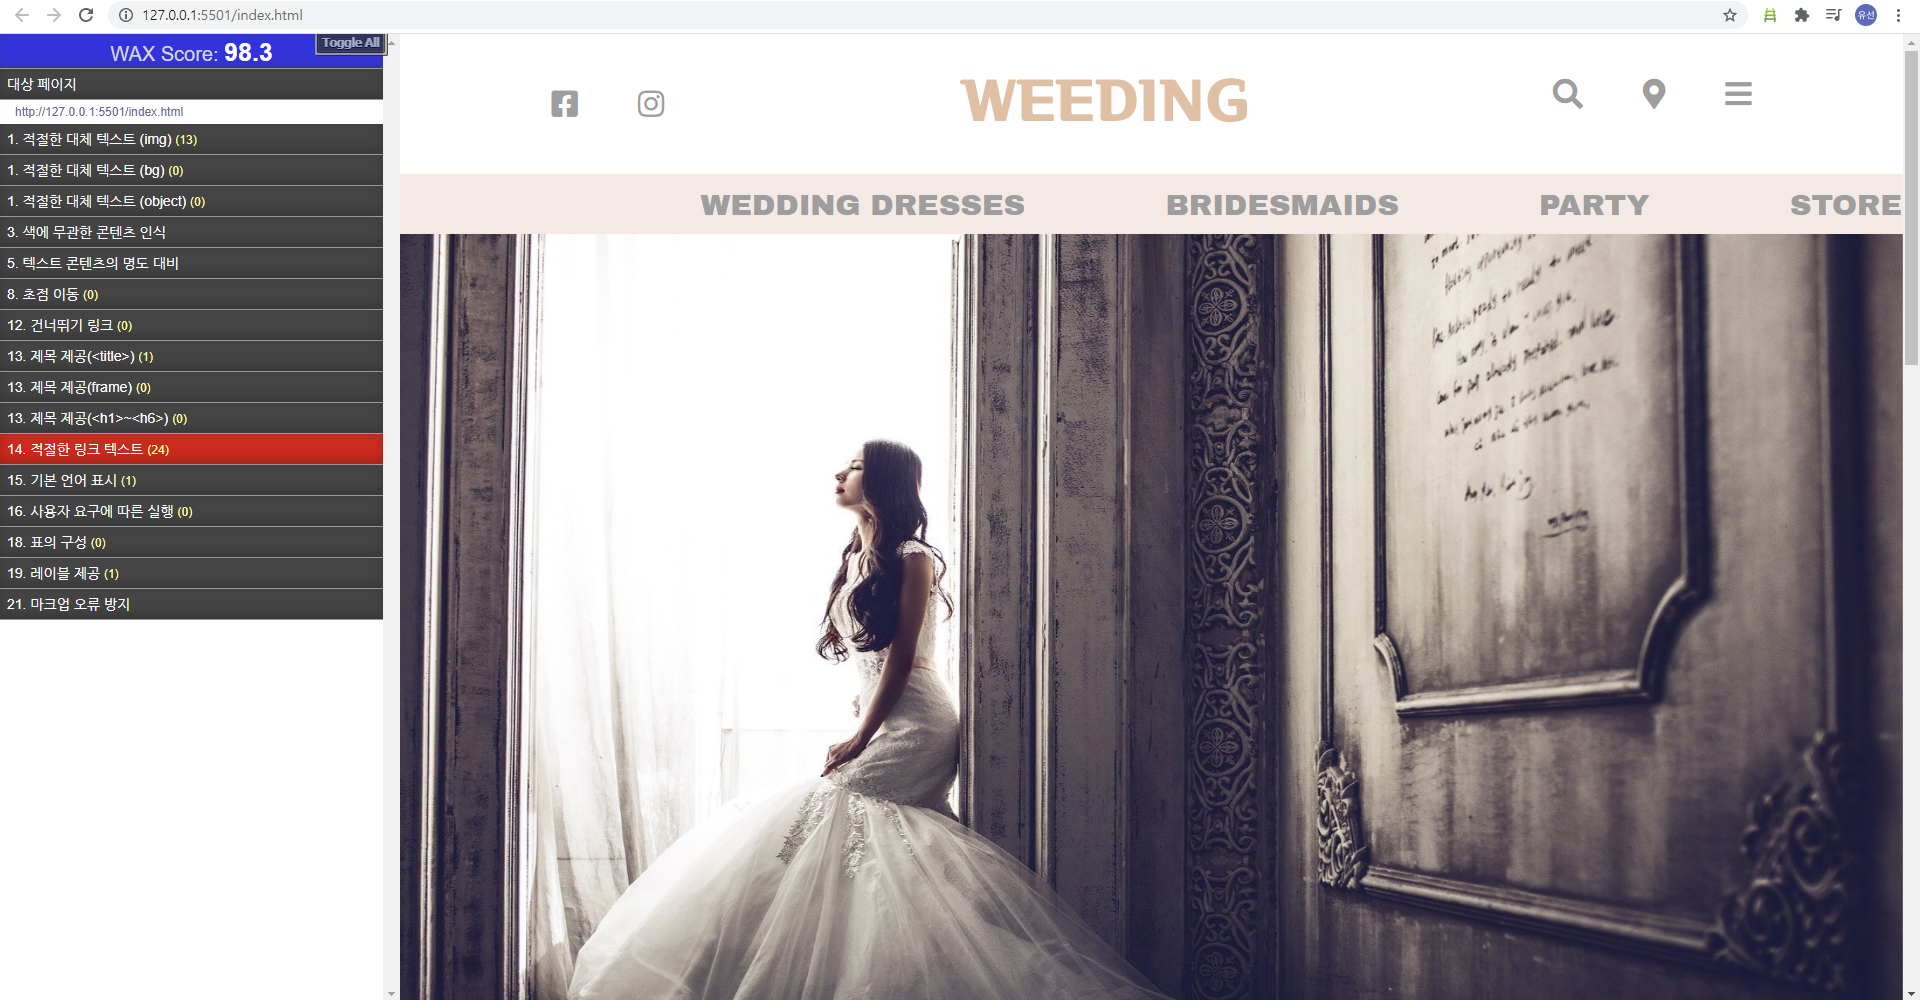 127.0.0.1:5501/index.html
유선
WAX Score: 98.3
Toggle All
대상 페이지
http://127.0.0.1:5501/index.html
1. 적절한 대체 텍스트 (img) (13)
1. 적절한 대체 텍스트 (bg) (0)
1. 적절한 대체 텍스트 (object) (0)
3. 색에 무관한 콘텐츠 인식
5. 텍스트 콘텐츠의 명도 대비
8. 초점 이동 (0)
12. 건너뛰기 링크 (0)
13. 제목 제공(<title>) (1)
13. 제목 제공(frame) (0)
13. 제목 제공(<h1>~<h6>) (0)
14. 적절한 링크 텍스트 (24)
15. 기본 언어 표시 (1)
16. 사용자 요구에 따른 실행 (0)
18. 표의 구성 (0)
19. 레이블 제공 (1)
21. 마크업 오류 방지
WEEDING
WEDDING DRESSES BRIDESMAIDS PARTY STORE